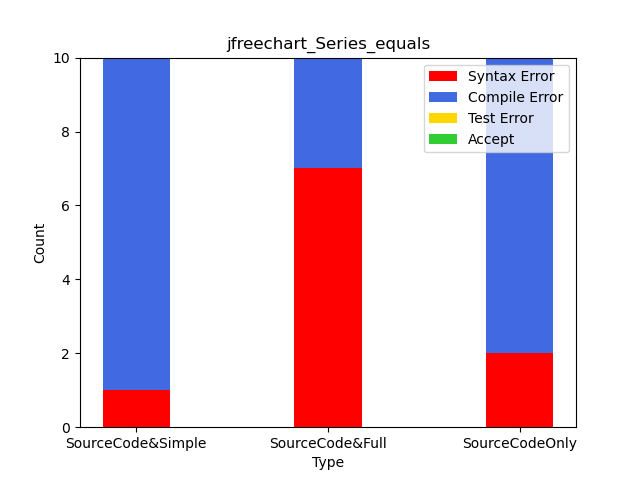 jfreechart_Series_equals
Syntax Error
Compile Error
Test Error
Accept
10
8
6
4
2
0
Count
SourceCode&Simple
SourceCode&Full
SourceCodeOnly
Type